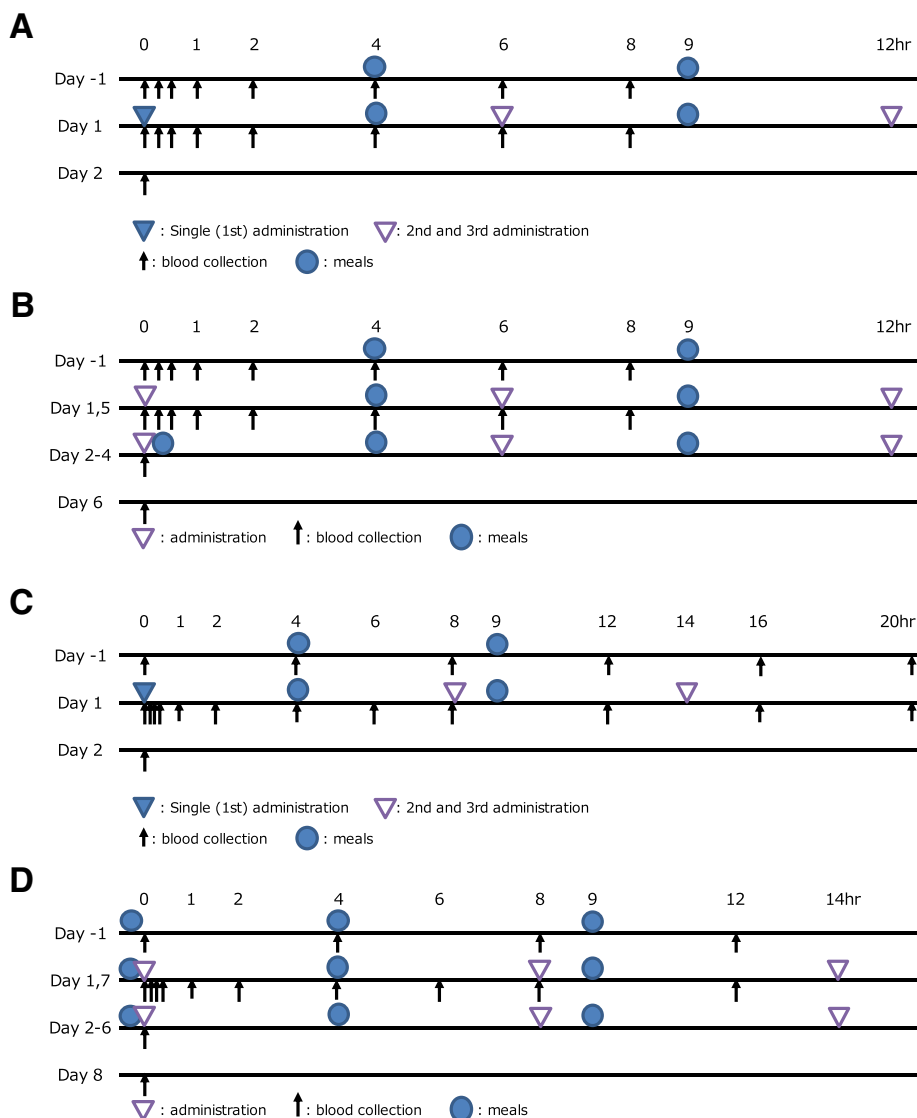 A
0 1 2 4 6 8 9 12hr
Day -1
Day 1
Day 2
: Single (1st) administration : 2nd and 3rd administration
: blood collection : meals
B
0 1 2 4 6 8 9 12hr
Day -1
Day 1,5
Day 2-4
Day 6
: administration : blood collection : meals
C
0 1 2 4 6 8 9 12 14 16 20hr
Day -1
Day 1
Day 2
: Single (1st) administration : 2nd and 3rd administration
: blood collection : meals
D
0 1 2 4 6 8 9 12 14hr
Day -1
Day 1,7
Day 2-6
Day 8
: administration : blood collection : meals